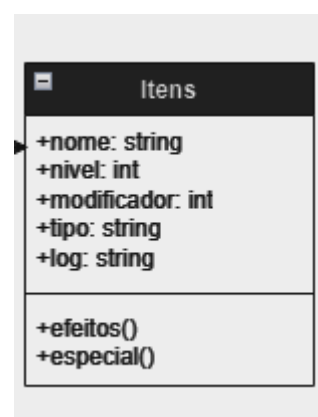 Itens
+nome: string
+nivel: int
+modificador: int
+tipo: string
+log: string
+efeitos()
+especial()